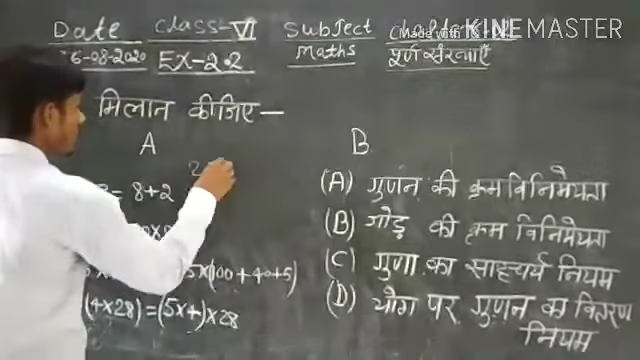 Date Class-VI Subject
Made with KINEMASTER
6-08-2020 EX-2.2 Maths पूर्ण संख्याएँ
मिलान कीजिए—
A B
= 8+2 (A) गुणन की क्रमविनिमेयता
(B) जोड़ की क्रम विनिमेयता
5×(100+40+5) (C) गुणा का साहचर्य नियम
(4×28)=(5×4)×28 (D) योग पर गुणन का वितरण
नियम